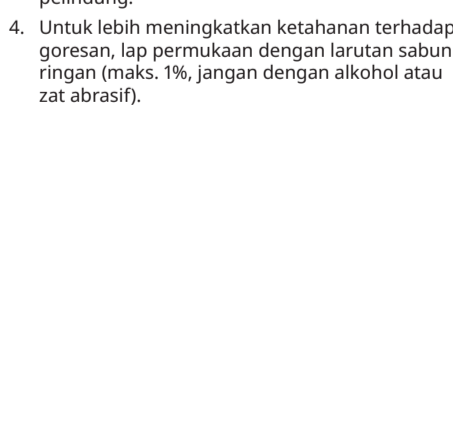 pelindung.
4. Untuk lebih meningkatkan ketahanan terhadap
goresan, lap permukaan dengan larutan sabun
ringan (maks. 1%, jangan dengan alkohol atau
zat abrasif).